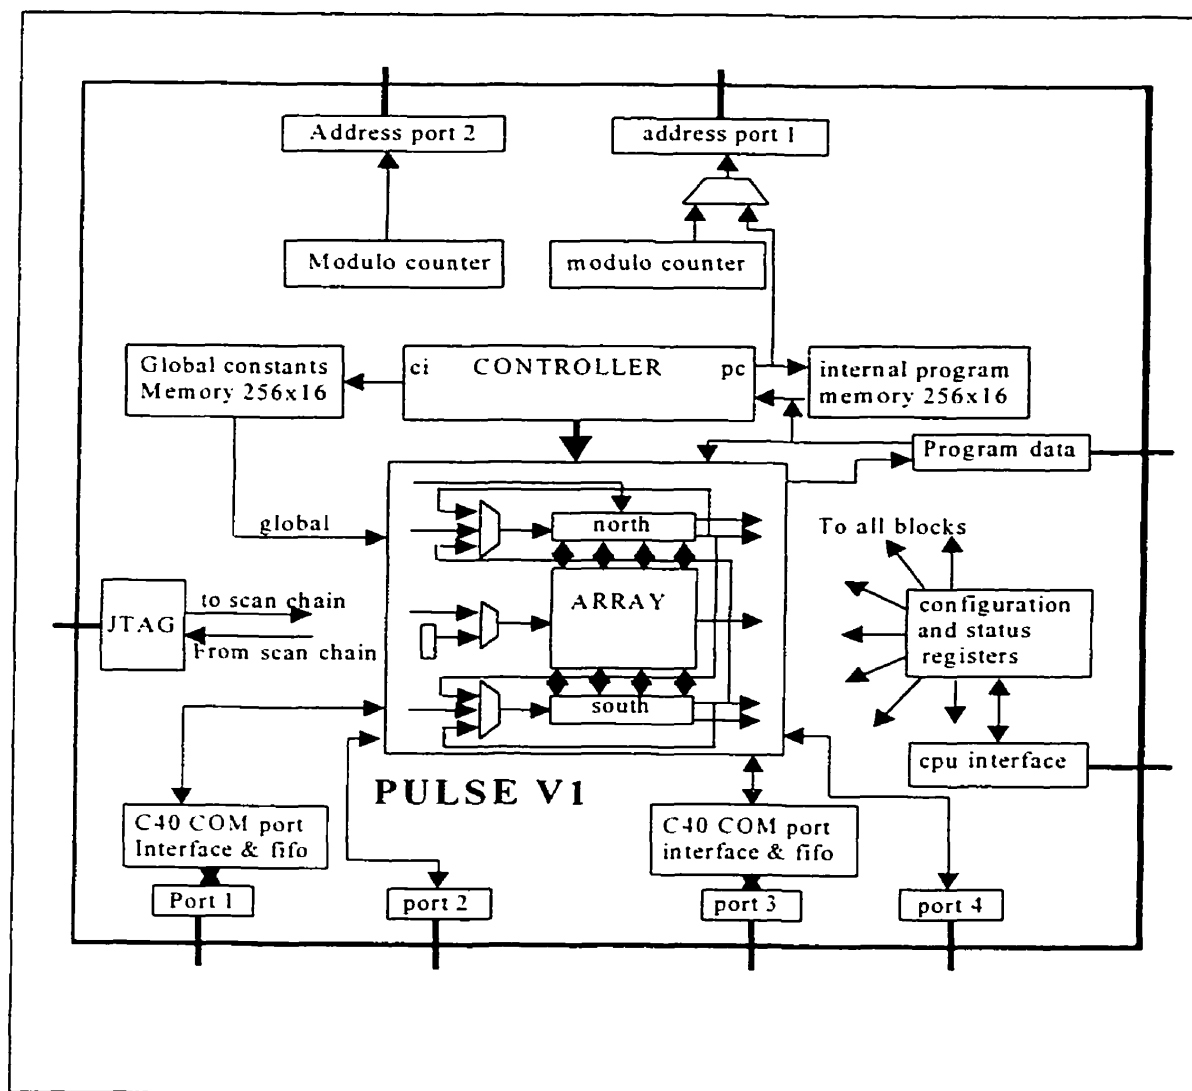 Address port 2
address port 1
Modulo counter
modulo counter
Global constants
Memory 256x16
ci CONTROLLER pc
internal program
memory 256x16
Program data
global
north
To all blocks
JTAG
to scan chain
From scan chain
ARRAY
configuration
and status
registers
south
cpu interface
PULSE V1
C40 COM port
Interface & fifo
C40 COM port
interface & fifo
Port 1
port 2
port 3
port 4